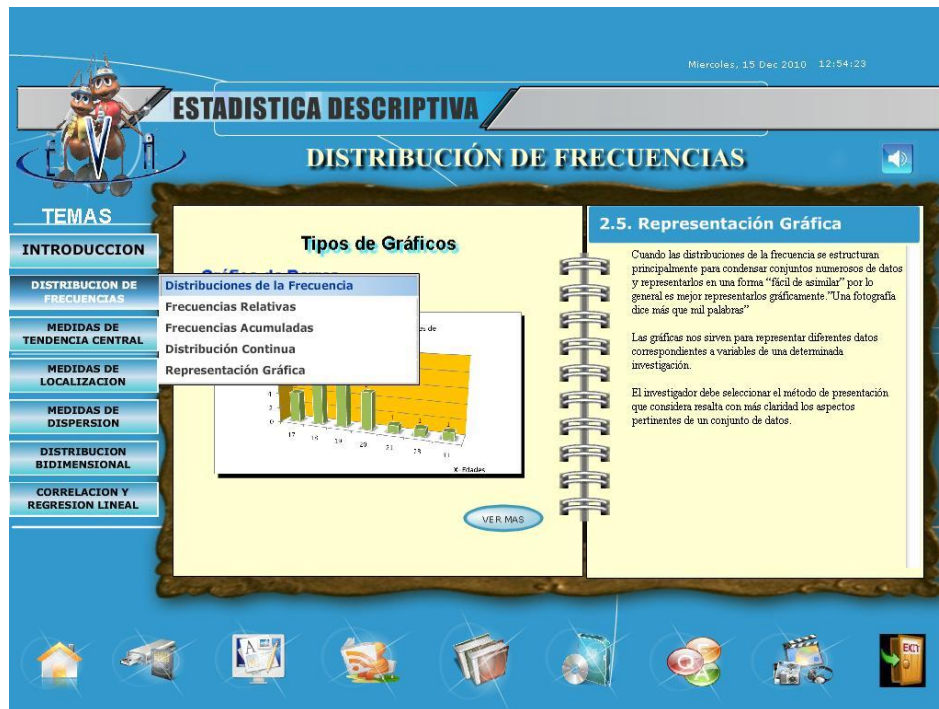 Miercoles, 15 Dec 2010 12:54:23
ESTADISTICA DESCRIPTIVA
EVA
DISTRIBUCIÓN DE FRECUENCIAS
TEMAS
INTRODUCCION
DISTRIBUCION DE
FRECUENCIAS
MEDIDAS DE
TENDENCIA CENTRAL
MEDIDAS DE
LOCALIZACION
MEDIDAS DE
DISPERSION
DISTRIBUCION
BIDIMENSIONAL
CORRELACION Y
REGRESION LINEAL
Tipos de Gráficos
Distribuciones de la Frecuencia
Frecuencias Relativas
Frecuencias Acumuladas
Distribución Continua
Representación Gráfica
4
2
0
17 18 19 20 21 31
X: Edades
VER MAS
2.5. Representación Gráfica
Cuando las distribuciones de la frecuencia se estructuran
principalmente para condensar conjuntos numerosos de datos
y representarlos en una forma “fácil de asimilar” por lo
general es mejor representarlos gráficamente.”Una fotografía
dice más que mil palabras”
Las gráficas nos sirven para representar diferentes datos
correspondientes a variables de una determinada
investigación.
El investigador debe seleccionar el método de presentación
que considera resalta con más claridad los aspectos
pertinentes de un conjunto de datos.
EXIT